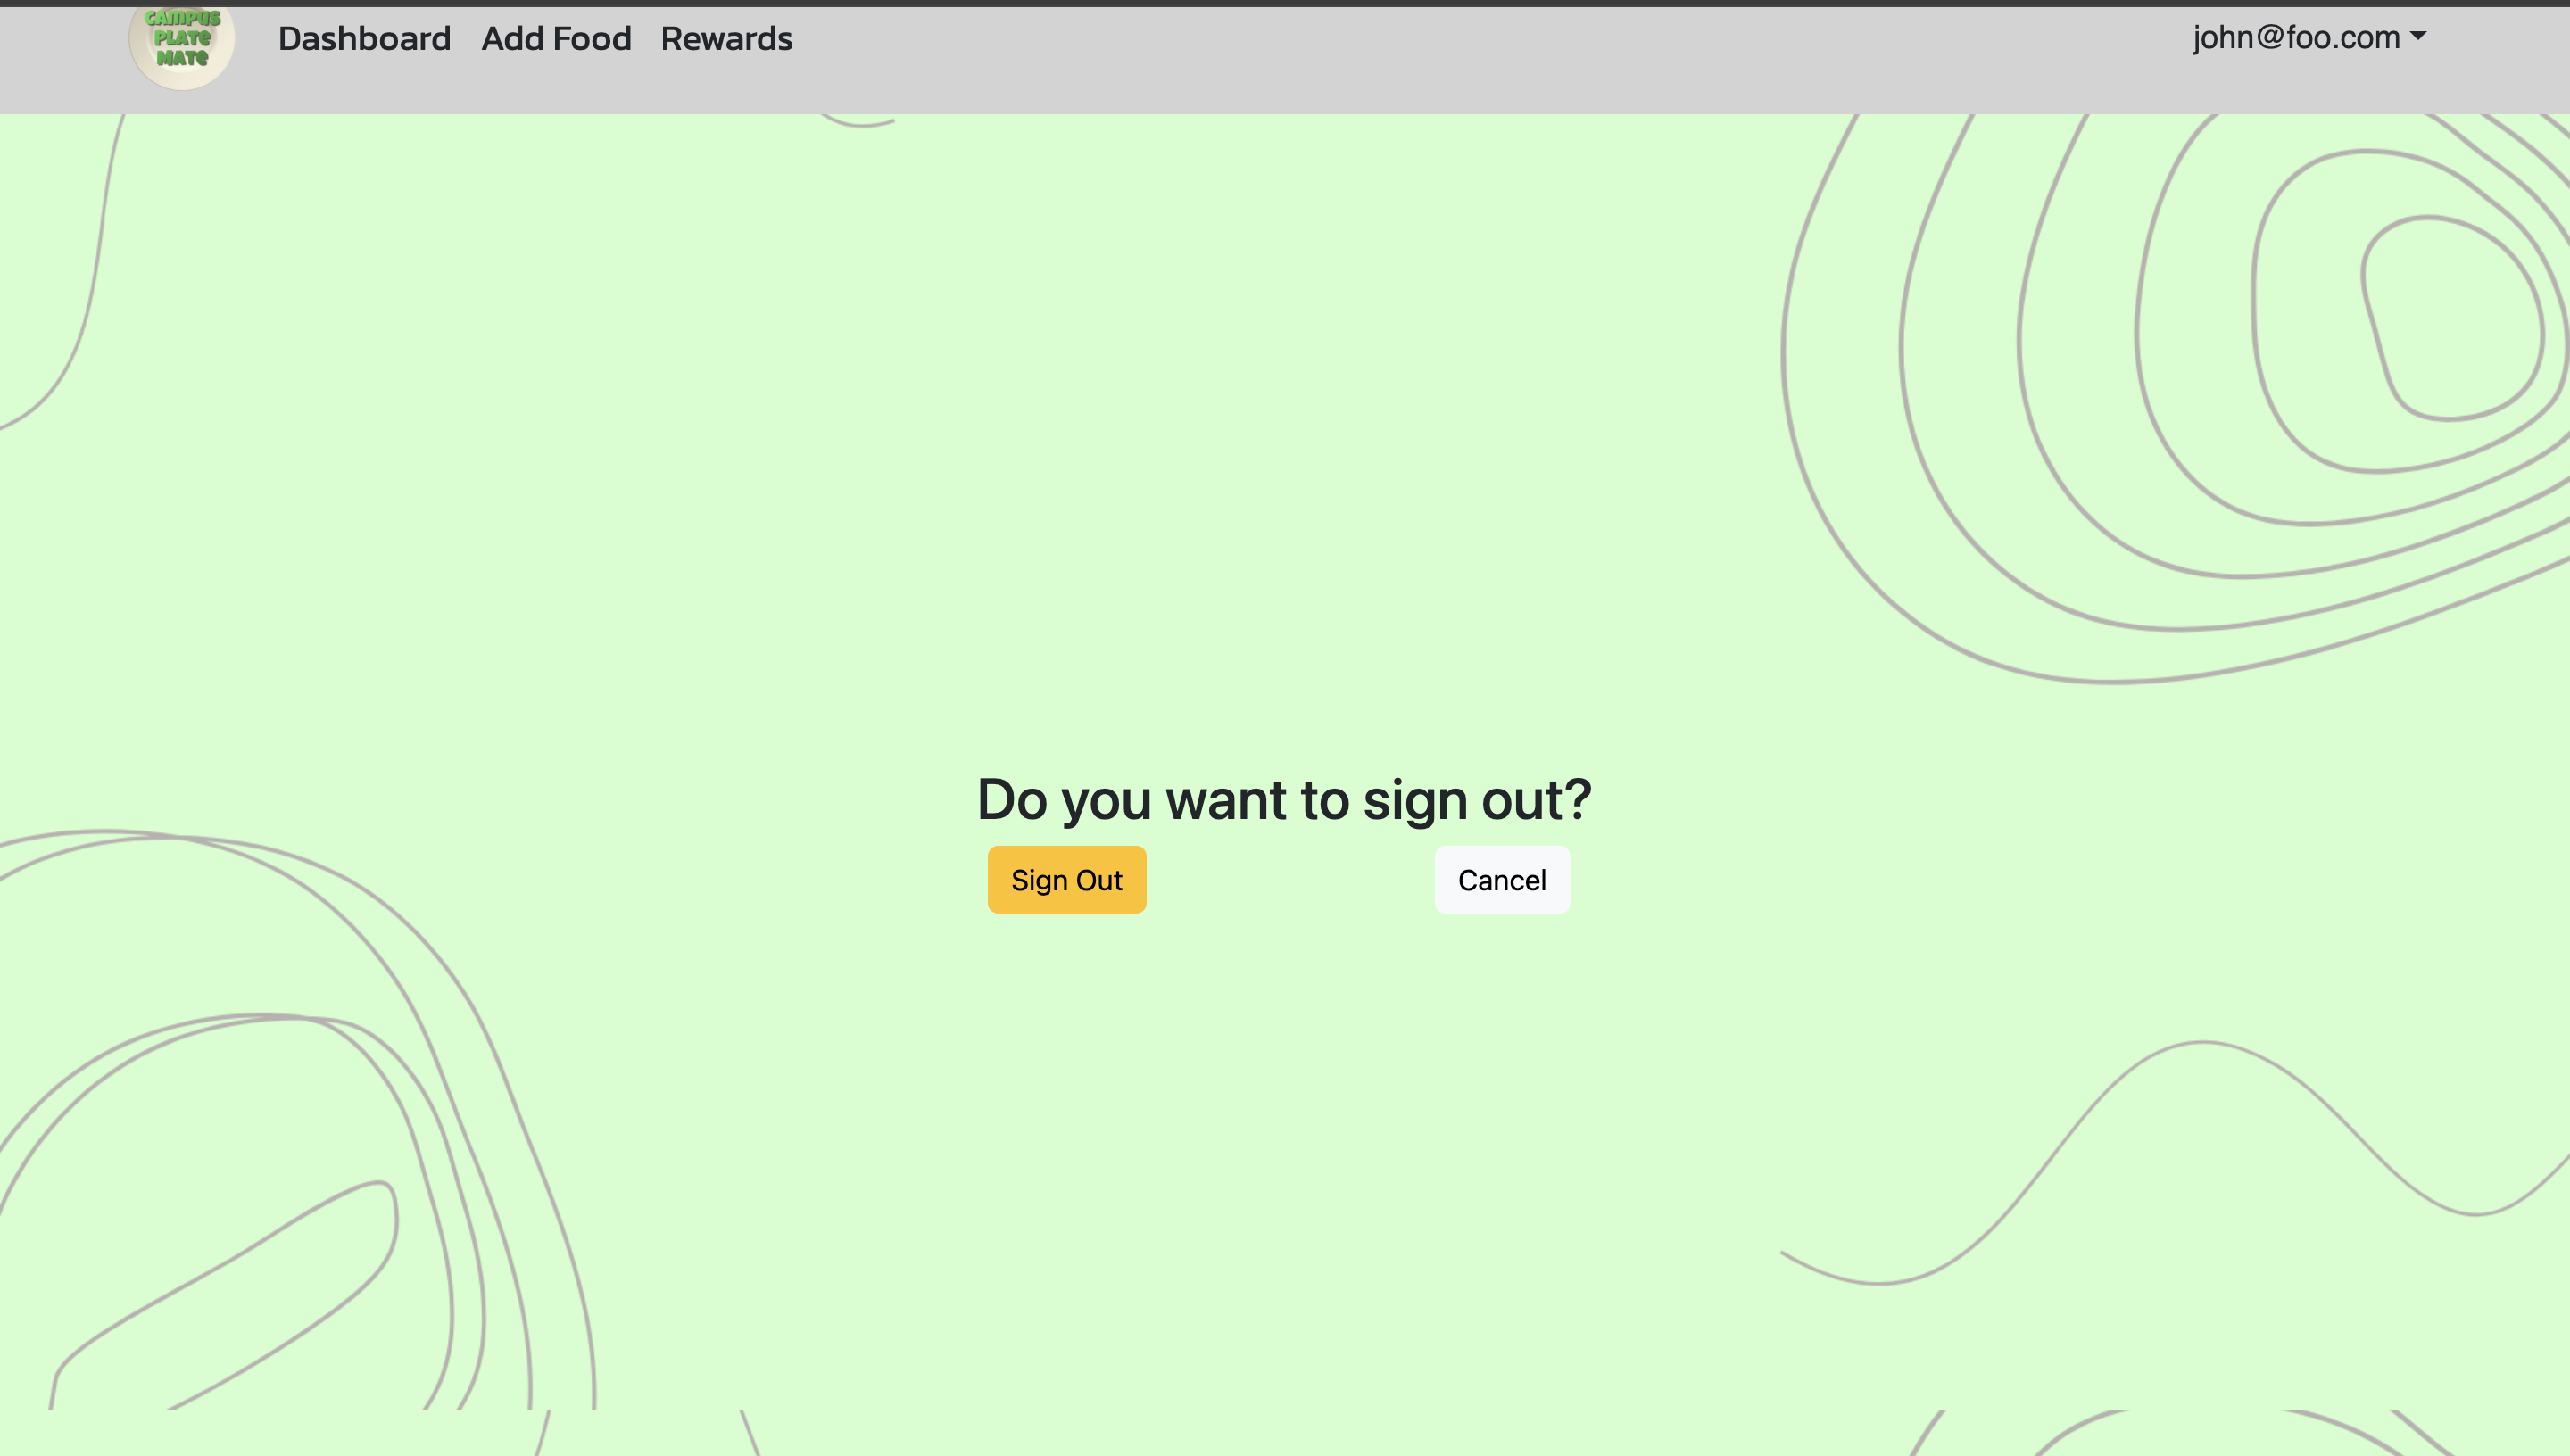 CAMPUS
PLATE
MATE
Dashboard Add Food Rewards john@foo.com
Do you want to sign out?
Sign Out Cancel